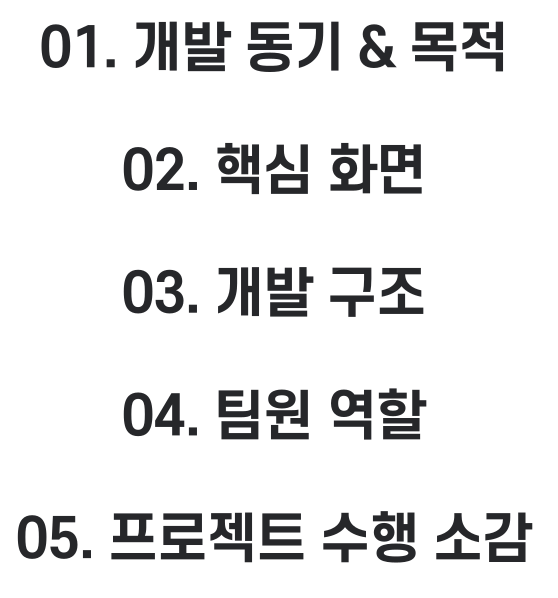 01. 개발 동기 & 목적
02. 핵심 화면
03. 개발 구조
04. 팀원 역할
05. 프로젝트 수행 소감